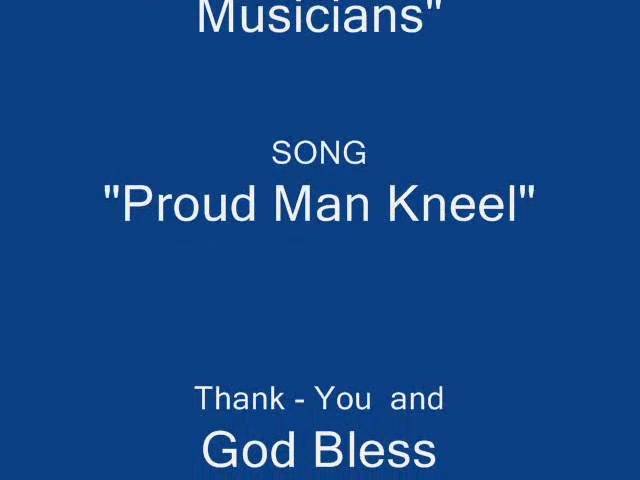 Musicians"
SONG
"Proud Man Kneel"
Thank - You  and
God Bless